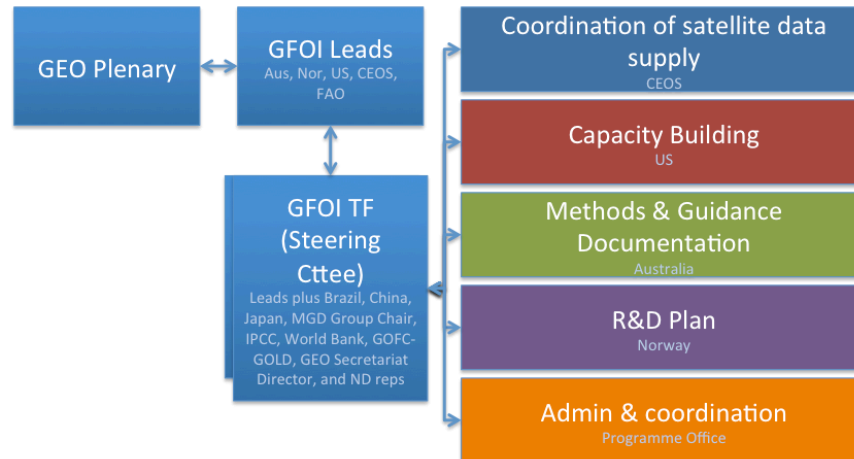 GEO Plenary
GFOI Leads
Aus, Nor, US, CEOS,
FAO
GFOI TF
(Steering
Cttee)
Leads plus Brazil, China,
Japan, MGD Group Chair,
IPCC, World Bank, GOFC-
GOLD, GEO Secretariat
Director, and ND reps
Coordination of satellite data
supply
CEOS
Capacity Building
US
Methods & Guidance
Documentation
Australia
R&D Plan
Norway
Admin & coordination
Programme Office